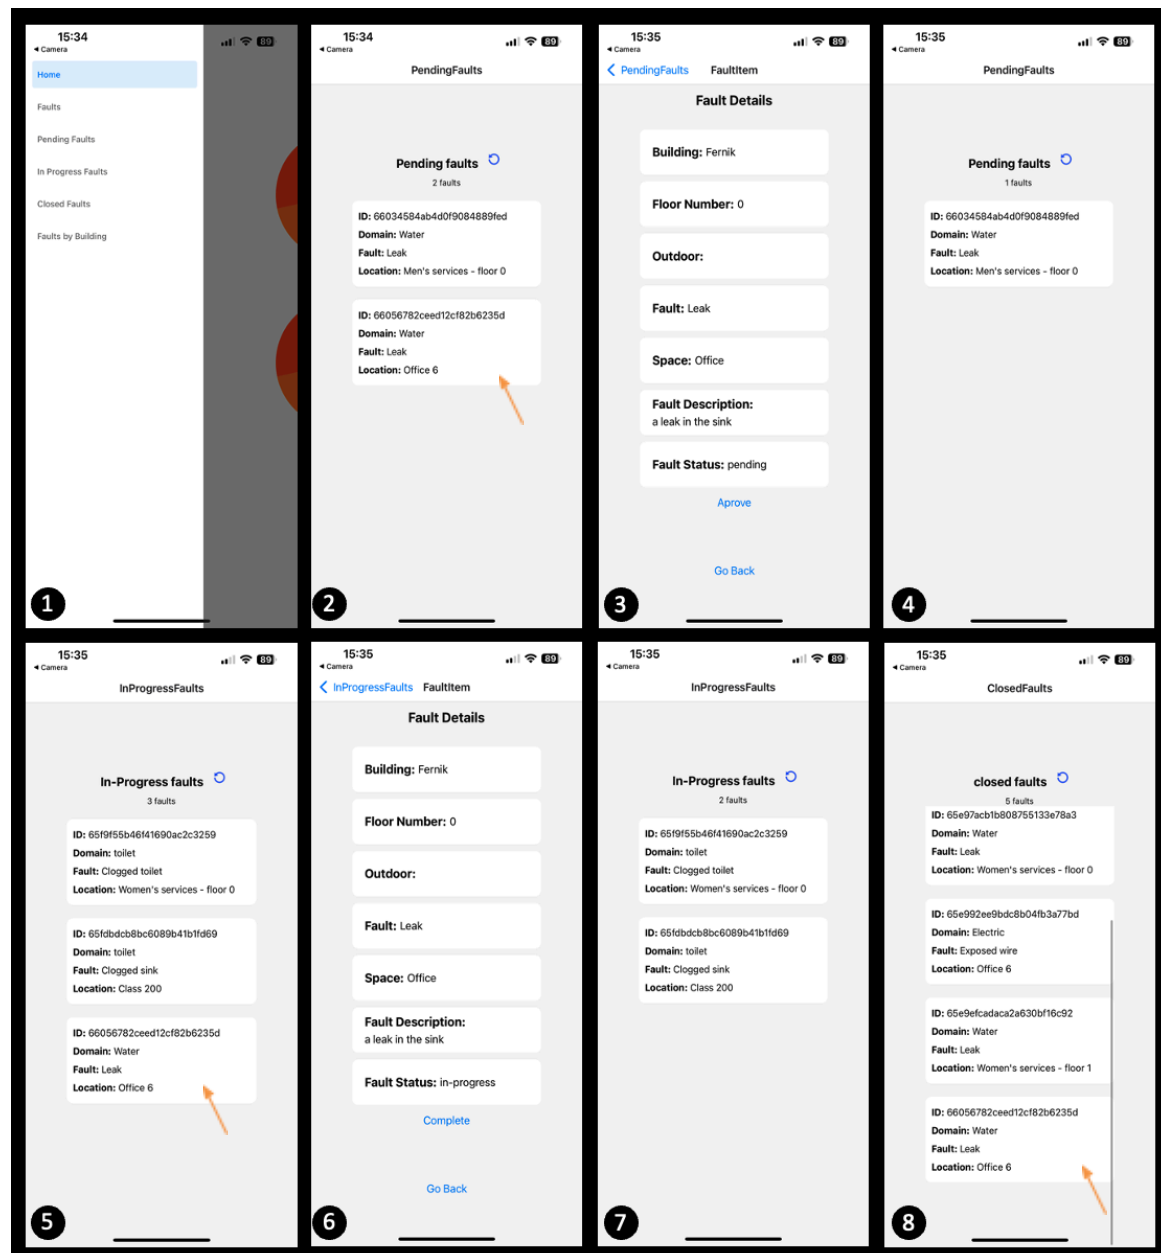 15:34
◄ Camera
89
Home
Faults
Pending Faults
In Progress Faults
Closed Faults
Faults by Building
1
15:34
◄ Camera
89
PendingFaults
Pending faults
2 faults
ID: 66034584ab4d0f9084889fed
Domain: Water
Fault: Leak
Location: Men's services - floor 0
ID: 66056782ceed12cf82b6235d
Domain: Water
Fault: Leak
Location: Office 6
2
15:35
◄ Camera
89
PendingFaults FaultItem
Fault Details
Building: Fernik
Floor Number: 0
Outdoor:
Fault: Leak
Space: Office
Fault Description:
a leak in the sink
Fault Status: pending
Aprove
Go Back
3
15:35
◄ Camera
89
PendingFaults
Pending faults
1 faults
ID: 66034584ab4d0f9084889fed
Domain: Water
Fault: Leak
Location: Men's services - floor 0
4
15:35
◄ Camera
89
InProgressFaults
In-Progress faults
3 faults
ID: 65f9f55b46f41690ac2c3259
Domain: toilet
Fault: Clogged toilet
Location: Women's services - floor 0
ID: 65fdbdcb8bc6089b41b1fd69
Domain: toilet
Fault: Clogged sink
Location: Class 200
ID: 66056782ceed12cf82b6235d
Domain: Water
Fault: Leak
Location: Office 6
5
15:35
◄ Camera
89
InProgressFaults FaultItem
Fault Details
Building: Fernik
Floor Number: 0
Outdoor:
Fault: Leak
Space: Office
Fault Description:
a leak in the sink
Fault Status: in-progress
Complete
Go Back
6
15:35
◄ Camera
89
InProgressFaults
In-Progress faults
2 faults
ID: 65f9f55b46f41690ac2c3259
Domain: toilet
Fault: Clogged toilet
Location: Women's services - floor 0
ID: 65fdbdcb8bc6089b41b1fd69
Domain: toilet
Fault: Clogged sink
Location: Class 200
7
15:35
◄ Camera
89
ClosedFaults
closed faults
5 faults
ID: 65e97acb1b808755133e78a3
Domain: Water
Fault: Leak
Location: Women's services - floor 0
ID: 65e992ee9bdc8b04fb3a77bd
Domain: Electric
Fault: Exposed wire
Location: Office 6
ID: 65e9efcadaca2a630bf16c92
Domain: Water
Fault: Leak
Location: Women's services - floor 1
ID: 66056782ceed12cf82b6235d
Domain: Water
Fault: Leak
Location: Office 6
8